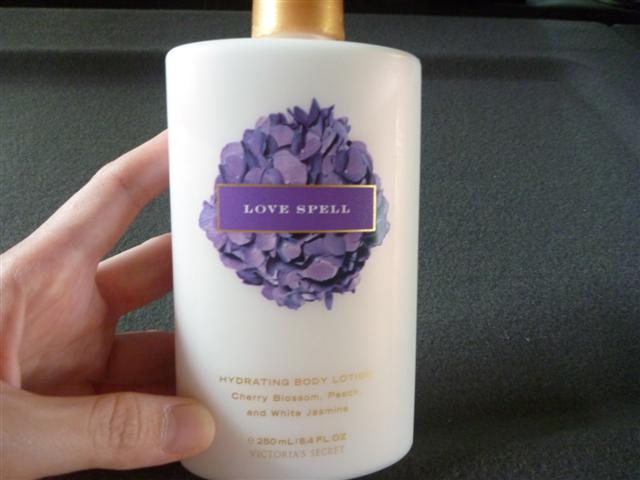 LOVE SPELL
HYDRATING BODY LOTION
Cherry Blossom, Peach,
and White Jasmine
℮ 250 mL/8.4 FL OZ
VICTORIA'S SECRET